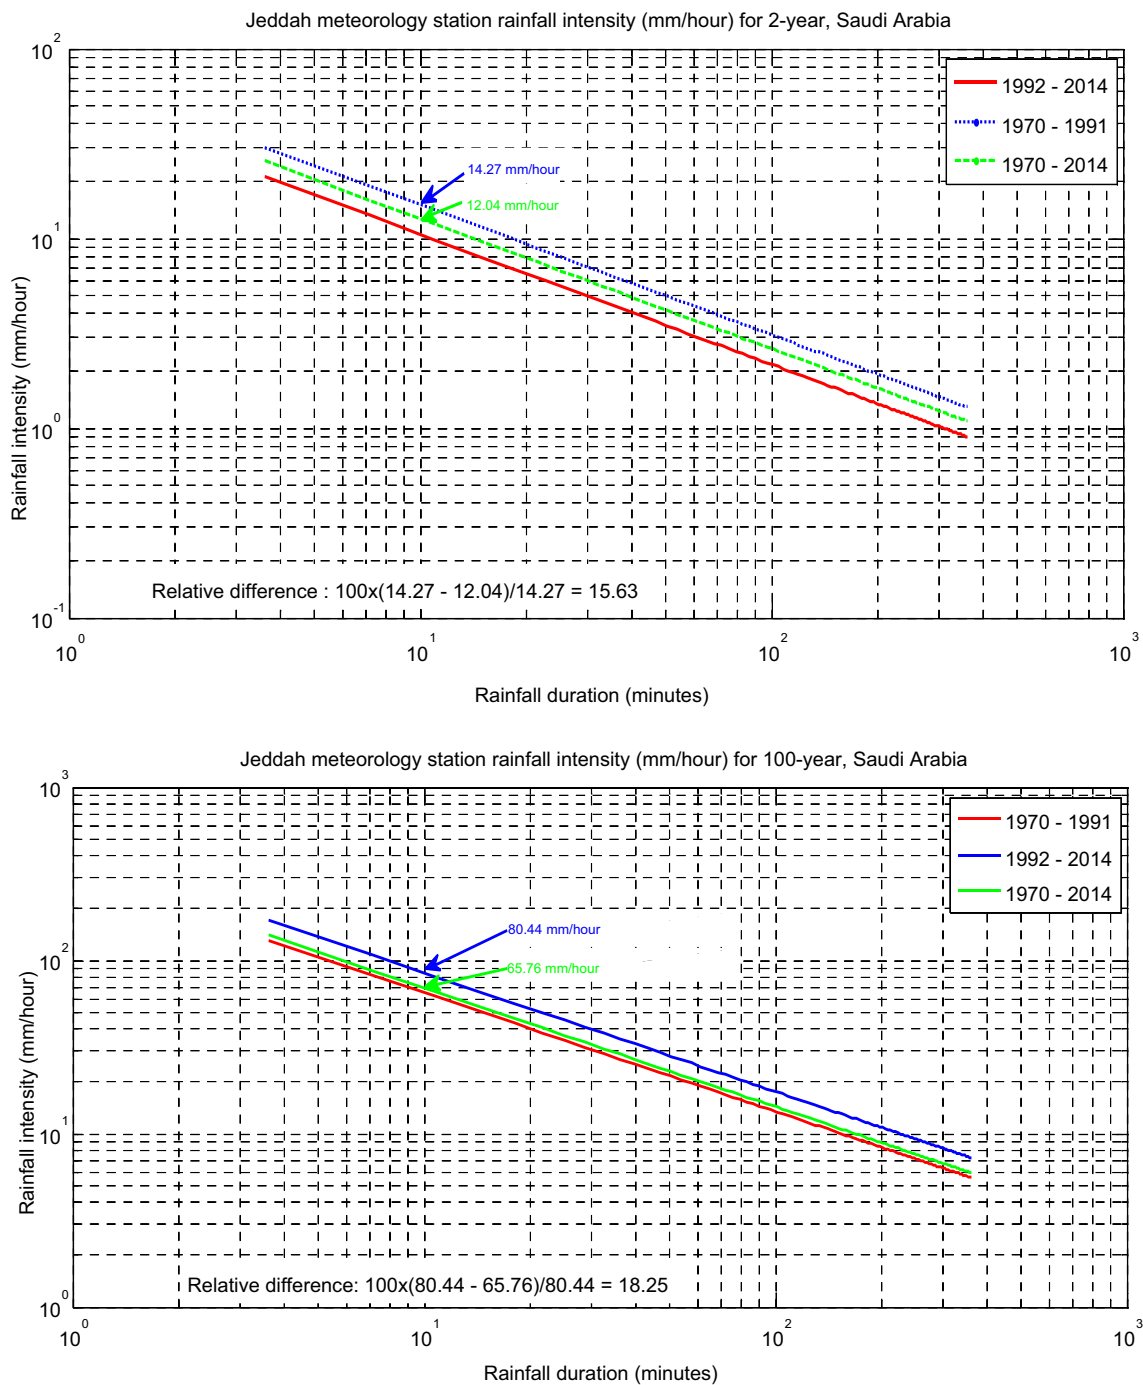 Jeddah meteorology station rainfall intensity (mm/hour) for 2-year, Saudi Arabia
10^2
1992 - 2014
1970 - 1991
1970 - 2014
14.27 mm/hour
12.04 mm/hour
10^1
Rainfall intensity (mm/hour)
10^0
Relative difference : 100x(14.27 - 12.04)/14.27 = 15.63
10^-1
10^0
10^1
10^2
10^3
Rainfall duration (minutes)
Jeddah meteorology station rainfall intensity (mm/hour) for 100-year, Saudi Arabia
10^3
1970 - 1991
1992 - 2014
1970 - 2014
80.44 mm/hour
10^2
65.76 mm/hour
Rainfall intensity (mm/hour)
10^1
Relative difference: 100x(80.44 - 65.76)/80.44 = 18.25
10^0
10^0
10^1
10^2
10^3
Rainfall duration (minutes)